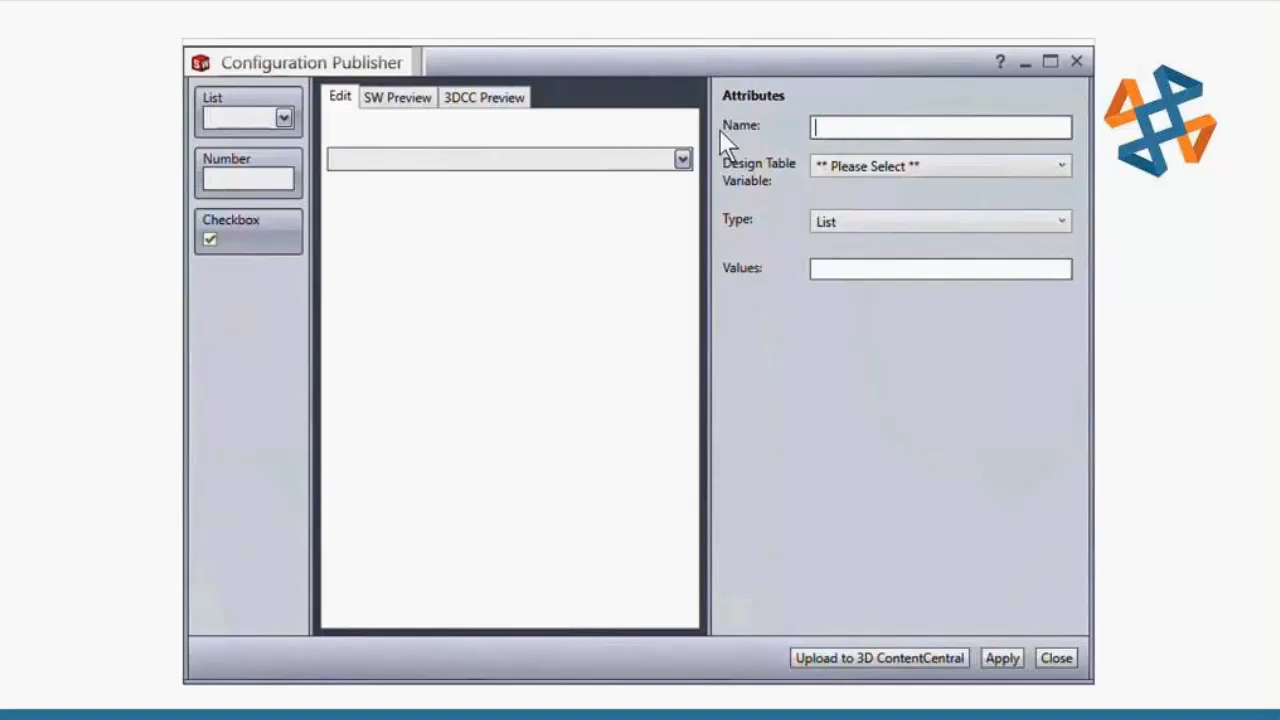 Configuration Publisher
?
List
Number
Checkbox
Edit
SW Preview
3DCC Preview
Attributes
Name:
Design Table
Variable:
** Please Select **
Type:
List
Values:
Upload to 3D ContentCentral
Apply
Close